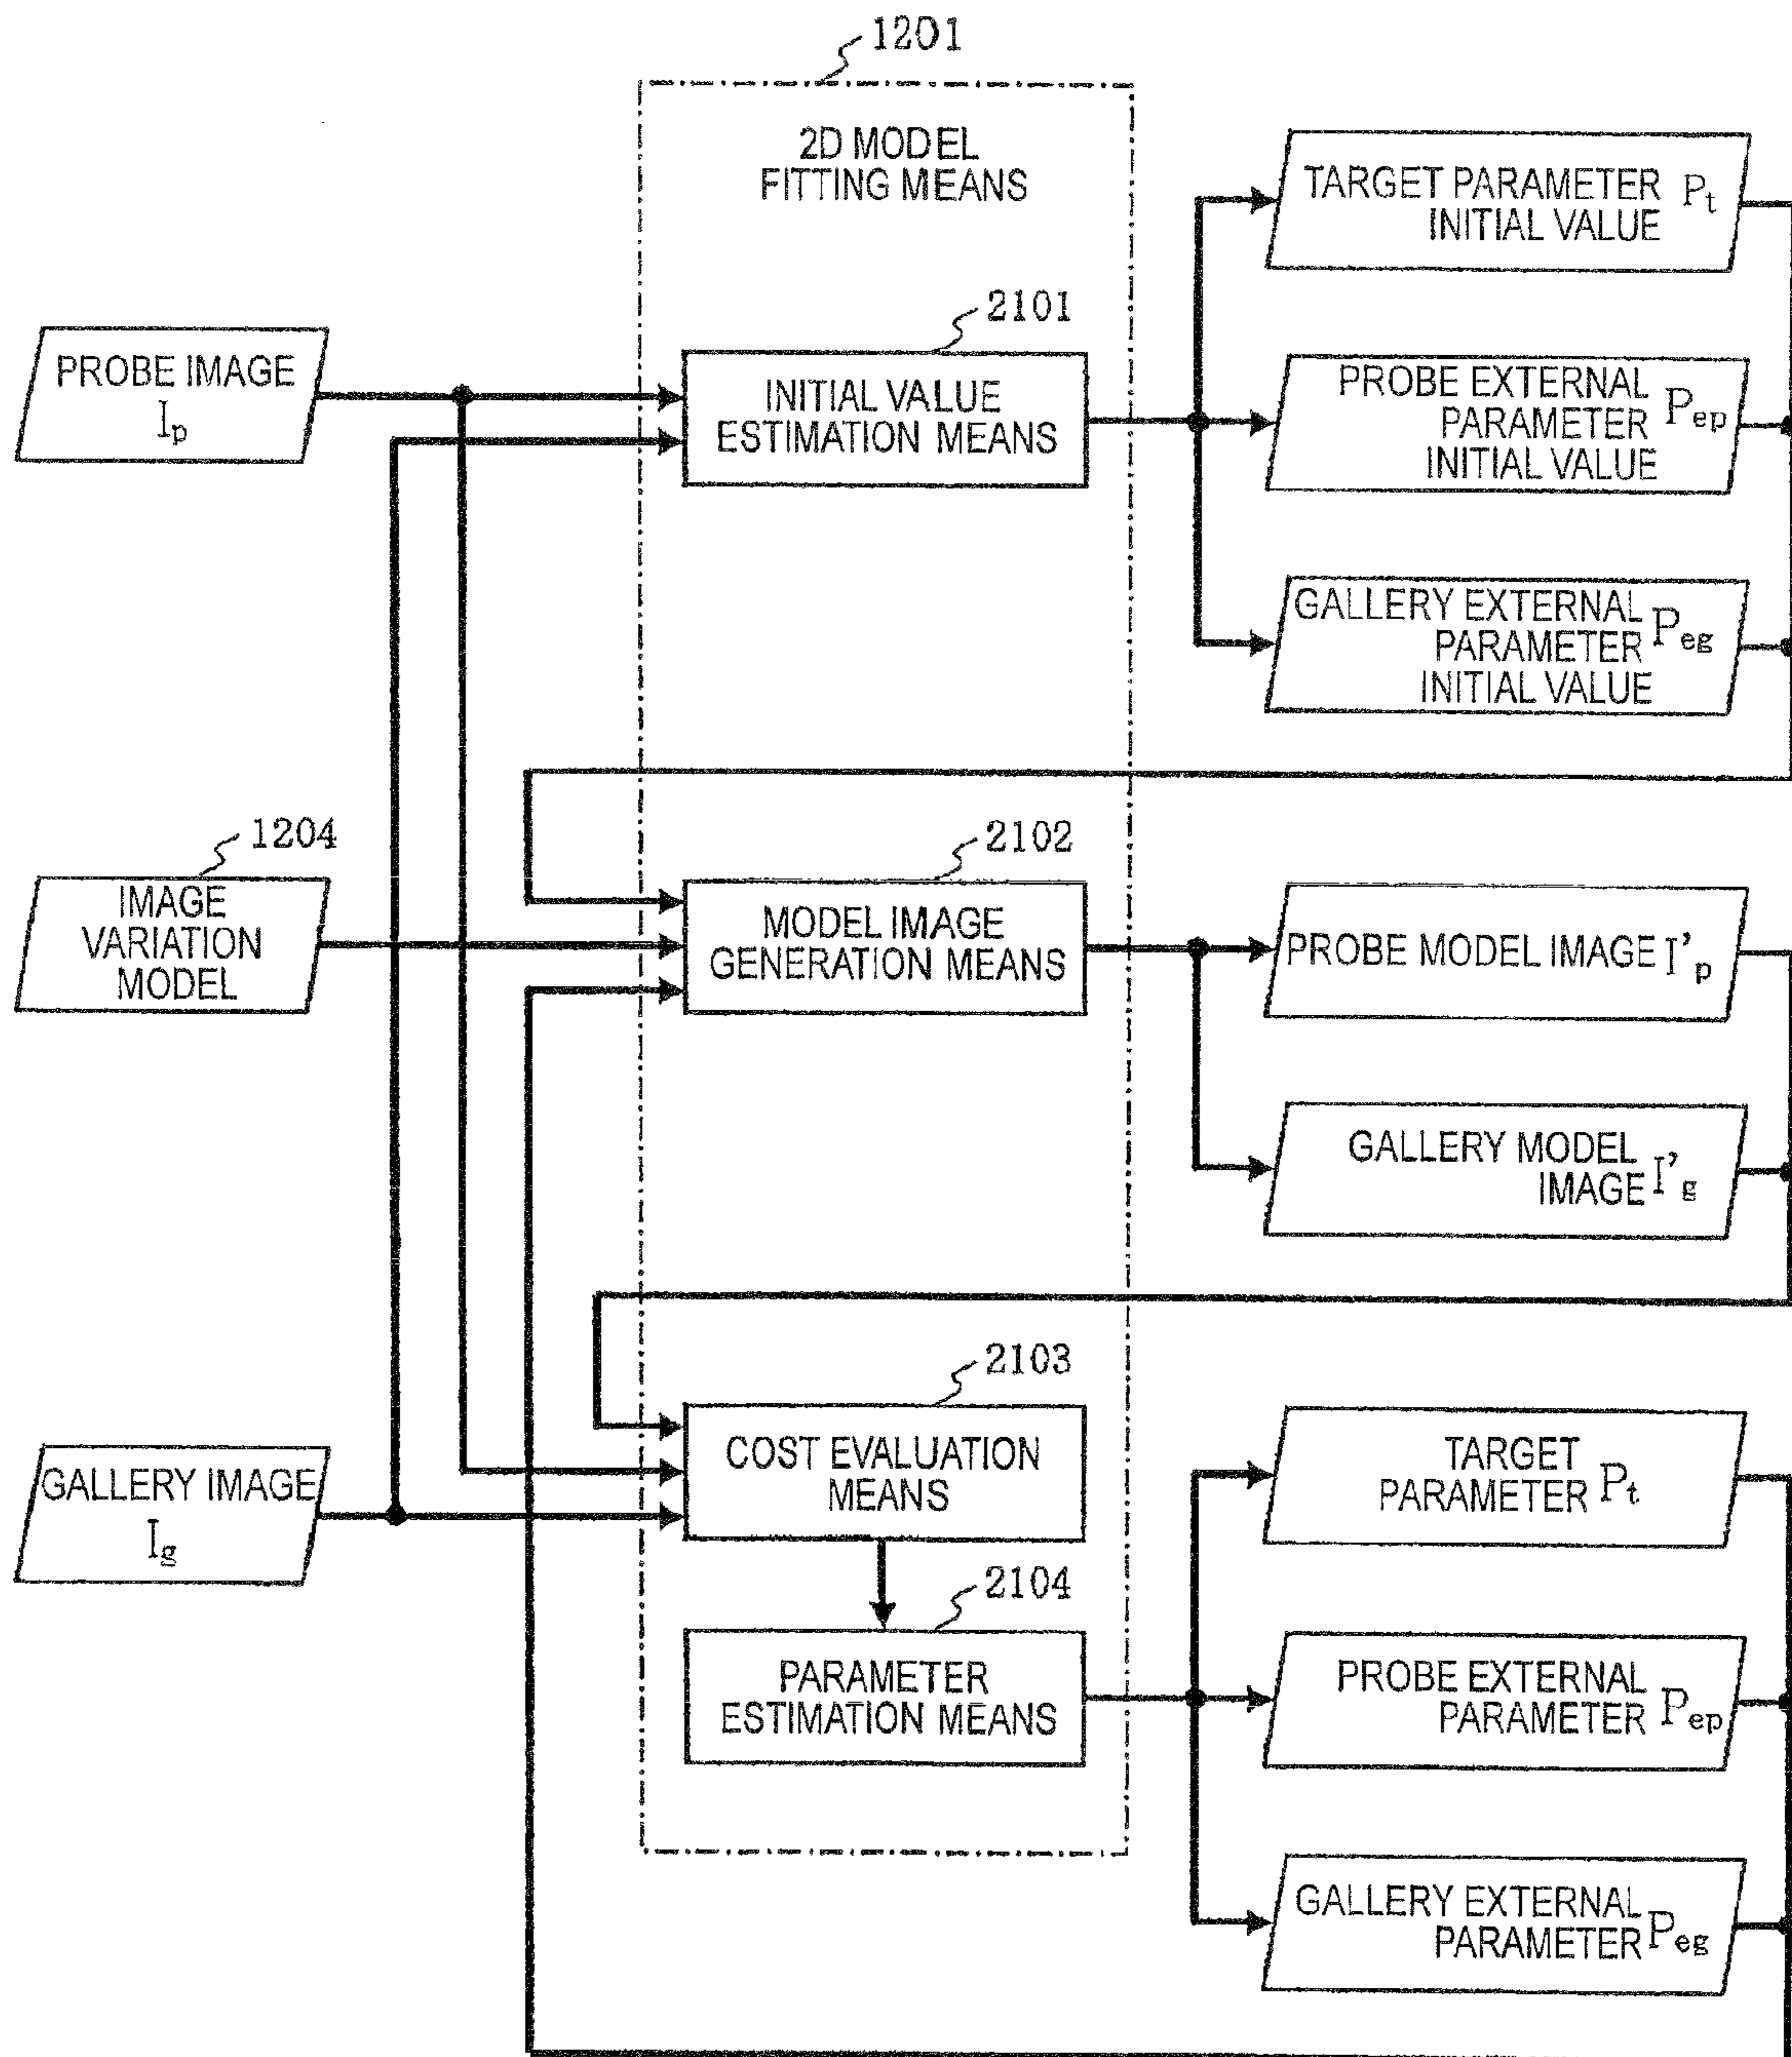 1201
2D MODEL
FITTING MEANS
TARGET PARAMETER Pt
INITIAL VALUE
2101
PROBE IMAGE
Ip
INITIAL VALUE
ESTIMATION MEANS
PROBE EXTERNAL
PARAMETER Pep
INITIAL VALUE
GALLERY EXTERNAL
PARAMETER Peg
INITIAL VALUE
1204
2102
IMAGE
VARIATION
MODEL
MODEL IMAGE
GENERATION MEANS
PROBE MODEL IMAGE I'p
GALLERY MODEL
IMAGE I'g
2103
GALLERY IMAGE
Ig
COST EVALUATION
MEANS
TARGET
PARAMETER Pt
2104
PARAMETER
ESTIMATION MEANS
PROBE EXTERNAL
PARAMETER Pep
GALLERY EXTERNAL
PARAMETER Peg